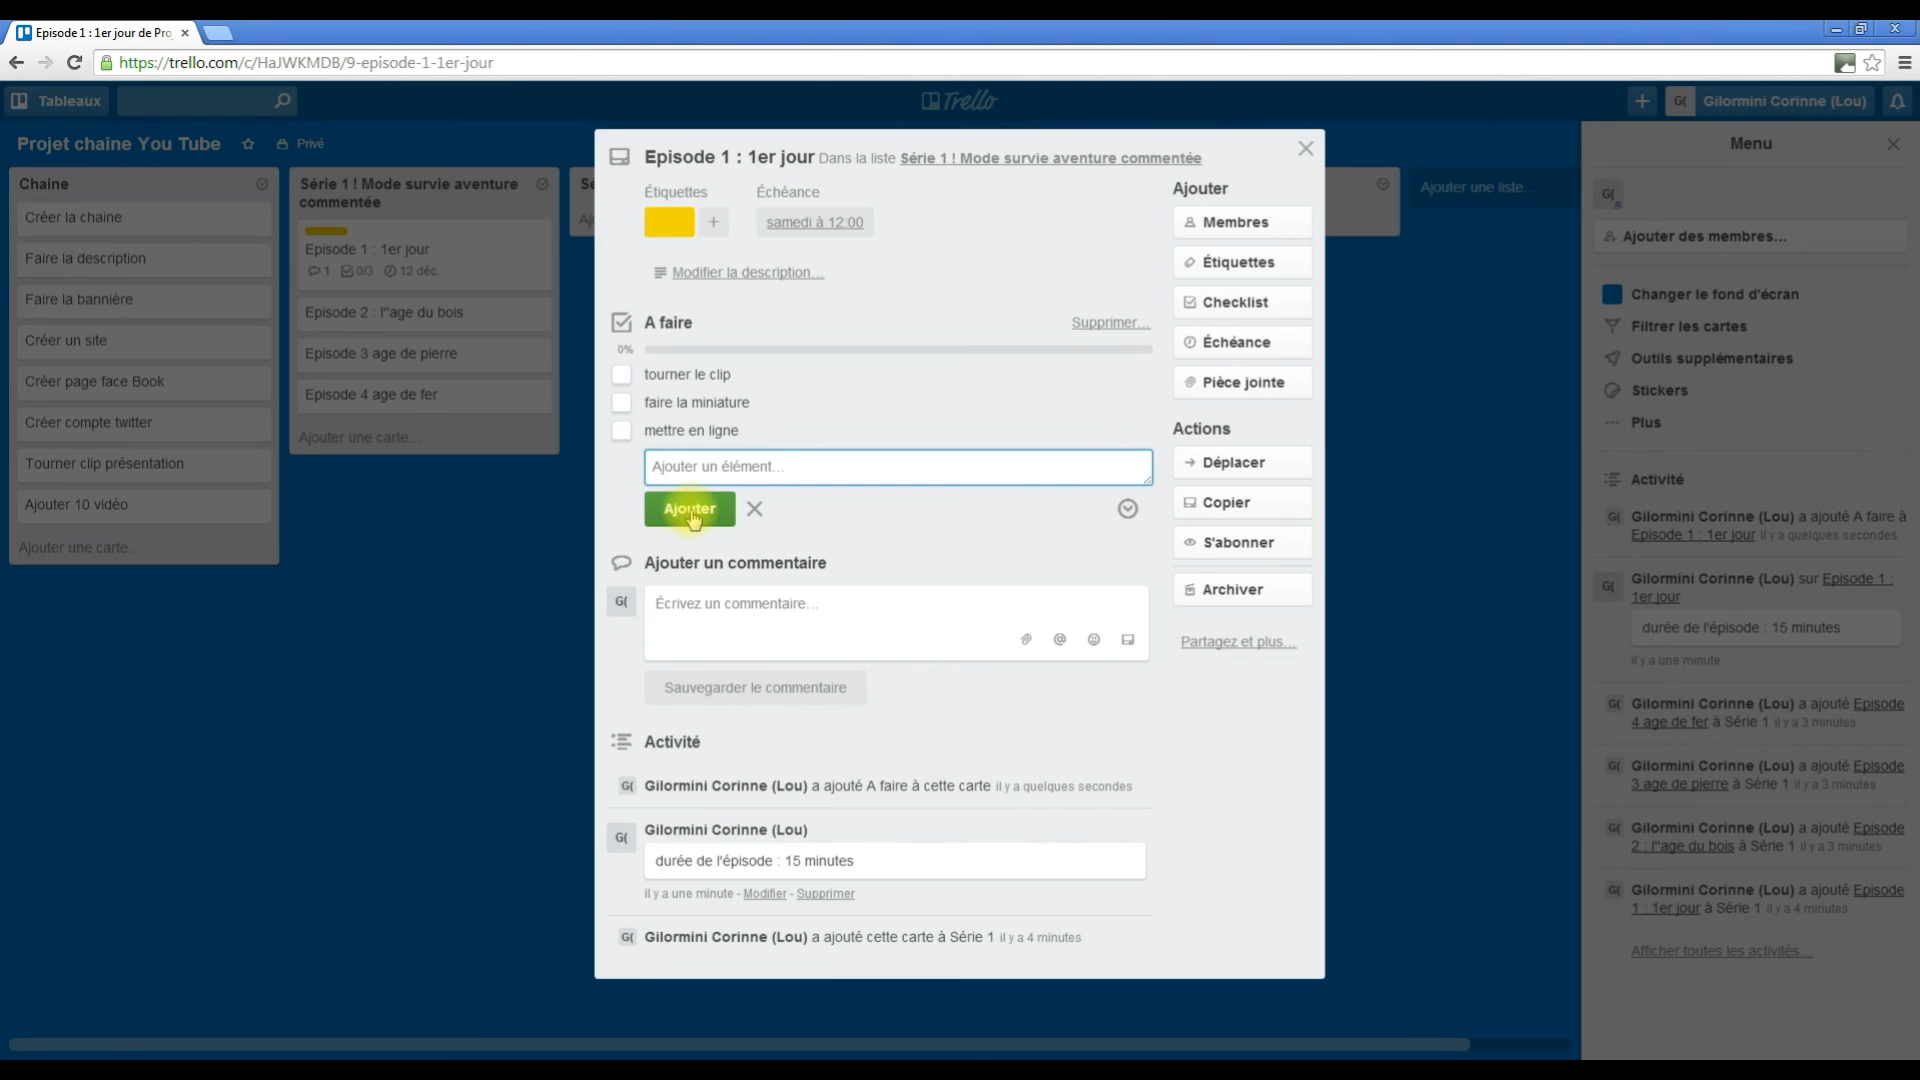 Episode 1 : 1er jour de Pro
https://trello.com/c/HaJWKMDB/9-episode-1-1er-jour
Tableaux
Trello
G(
Gilormini Corinne (Lou)
Projet chaîne You Tube
Privé
Chaine
Créer la chaine
Faire la description
Faire la bannière
Créer un site
Créer page face Book
Créer compte twitter
Tourner clip présentation
Ajouter 10 vidéo
Ajouter une carte...
Série 1 ! Mode survie aventure
commentée
Episode 1 : 1er jour
1 0/3 12 déc.
Episode 2 : l''age du bois
Episode 3 age de pierre
Episode 4 age de fer
Ajouter une carte...
Ajouter une liste...
Episode 1 : 1er jour Dans la liste Série 1 ! Mode survie aventure commentée
Étiquettes
Échéance
+
samedi à 12:00
Modifier la description...
A faire
Supprimer...
0%
tourner le clip
faire la miniature
mettre en ligne
Ajouter un élément...
Ajouter
Ajouter un commentaire
G(
Écrivez un commentaire...
@
Sauvegarder le commentaire
Activité
G( Gilormini Corinne (Lou) a ajouté A faire à cette carte il y a quelques secondes
G(
Gilormini Corinne (Lou)
durée de l'épisode : 15 minutes
il y a une minute - Modifier - Supprimer
G( Gilormini Corinne (Lou) a ajouté cette carte à Série 1 il y a 4 minutes
Ajouter
Membres
Étiquettes
Checklist
Échéance
Pièce jointe
Actions
Déplacer
Copier
S'abonner
Archiver
Partagez et plus...
Menu
G(
Ajouter des membres...
Changer le fond d'écran
Filtrer les cartes
Outils supplémentaires
Stickers
Plus
Activité
G( Gilormini Corinne (Lou) a ajouté A faire à
Episode 1 : 1er jour il y a quelques secondes
G( Gilormini Corinne (Lou) sur Episode 1 :
1er jour
durée de l'épisode : 15 minutes
il y a une minute
G( Gilormini Corinne (Lou) a ajouté Episode
4 age de fer à Série 1 il y a 3 minutes
G( Gilormini Corinne (Lou) a ajouté Episode
3 age de pierre à Série 1 il y a 3 minutes
G( Gilormini Corinne (Lou) a ajouté Episode
2 : l''age du bois à Série 1 il y a 3 minutes
G( Gilormini Corinne (Lou) a ajouté Episode
1 : 1er jour à Série 1 il y a 4 minutes
Afficher toutes les activités...